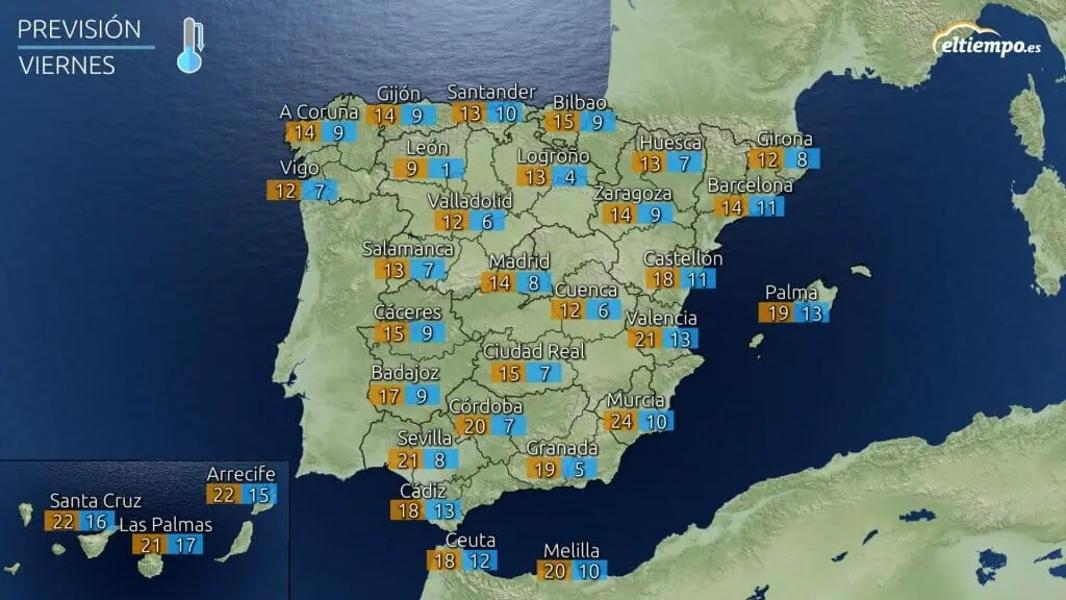 PREVISIÓN
VIERNES
eltiempo.es
A Coruña
14 9
Gijón
14 9
Santander
13 10
Bilbao
15 9
Vigo
12 7
León
9 1
Logroño
13 4
Huesca
13 7
Girona
12 8
Valladolid
12 6
Zaragoza
14 9
Barcelona
14 11
Salamanca
13 7
Madrid
14 8
Castellón
18 11
Cuenca
12 6
Palma
19 13
Cáceres
15 9
Valencia
21 13
Ciudad Real
15 7
Badajoz
17 9
Córdoba
20 7
Murcia
24 10
Sevilla
21 8
Granada
19 5
Cádiz
18 13
Arrecife
22 15
Santa Cruz
22 16
Las Palmas
21 17
Ceuta
18 12
Melilla
20 10